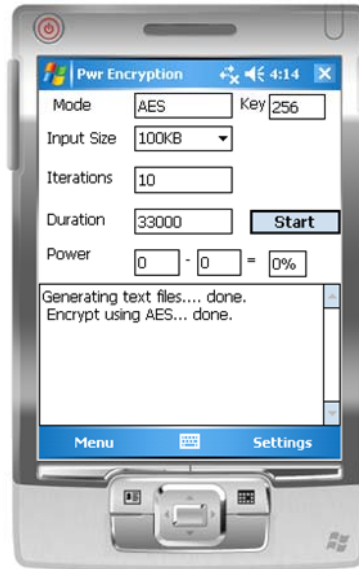 Pwr Encryption 4:14
Mode AES Key 256
Input Size 100KB
Iterations 10
Duration 33000 Start
Power 0 - 0 = 0%
Generating text files.... done.
Encrypt using AES... done.
Menu Settings